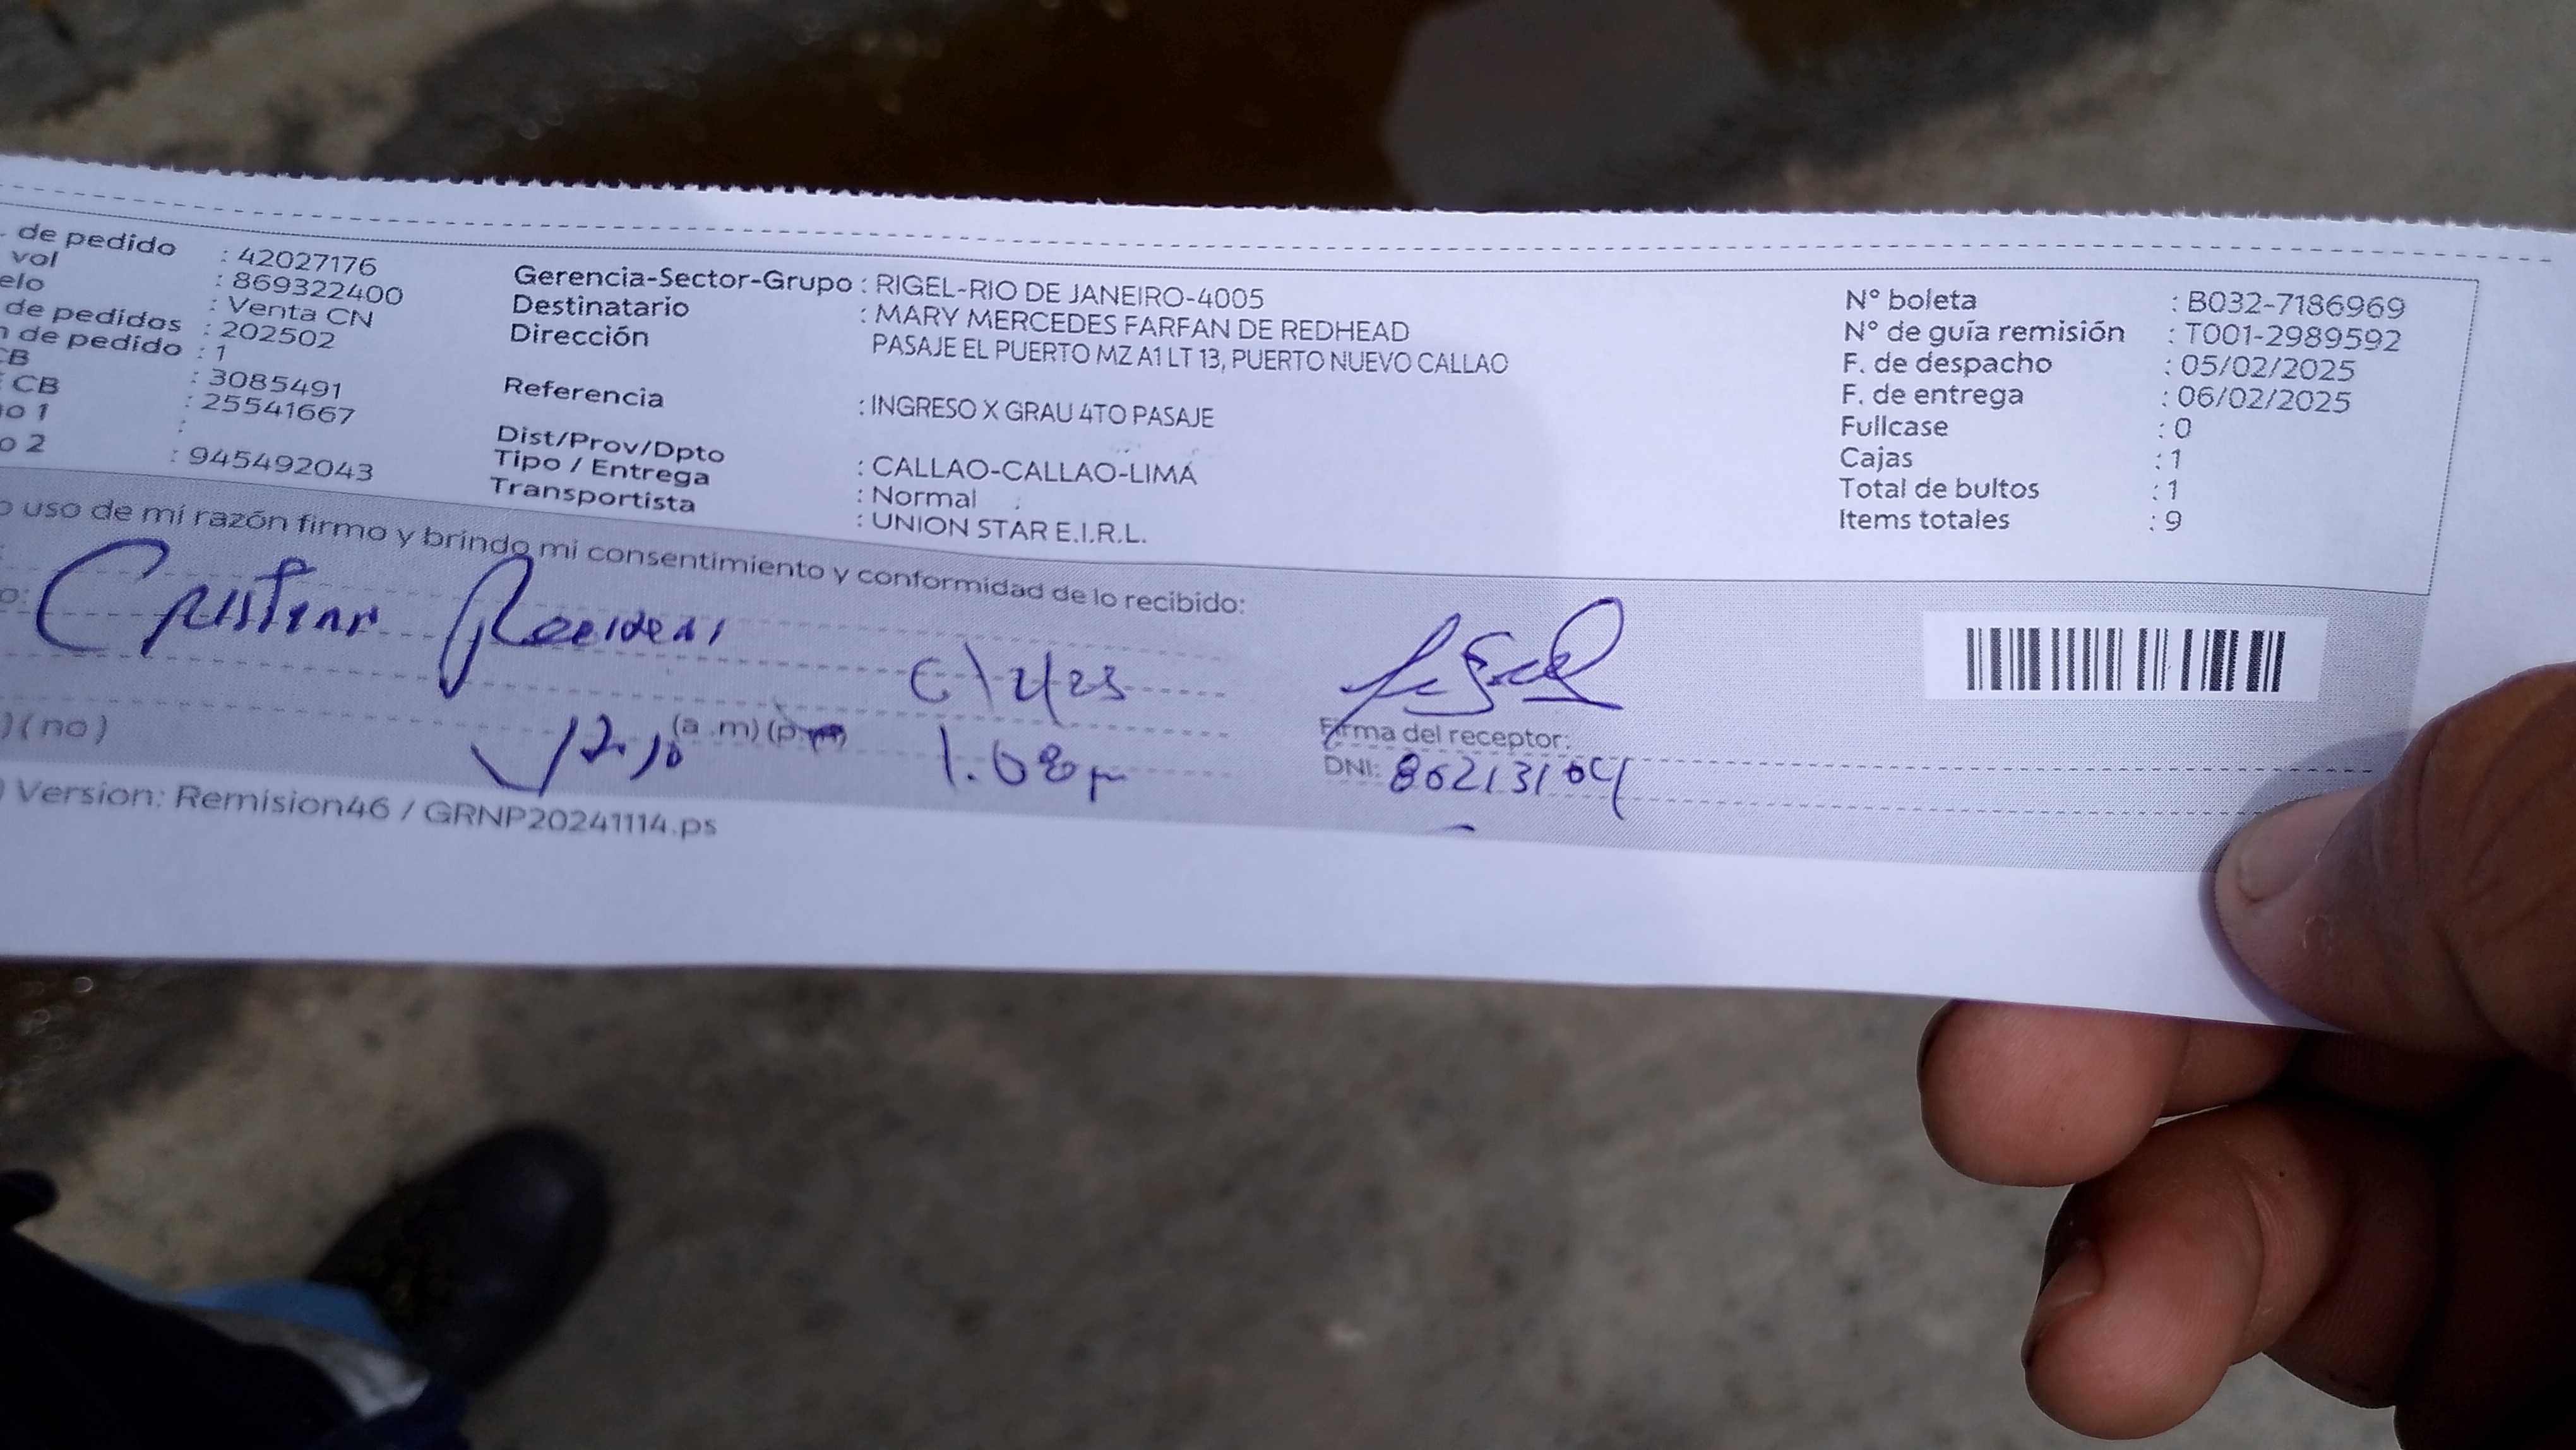 de pedido : 42027176
vol : 869322400
elo : Venta CN
de pedidos : 202502
de pedido : 1
CB : 3085491
CB : 25541667
o 1 :
o 2 : 945492043
Gerencia-Sector-Grupo : RIGEL-RIO DE JANEIRO-4005
Destinatario : MARY MERCEDES FARFAN DE REDHEAD
Dirección PASAJE EL PUERTO MZ A1 LT 13, PUERTO NUEVO CALLAO
Referencia : INGRESO X GRAU 4TO PASAJE
Dist/Prov/Dpto : CALLAO-CALLAO-LIMA
Tipo / Entrega : Normal
Transportista : UNION STAR E.I.R.L.
N° boleta : B032-7186969
N° de guía remisión : T001-2989592
F. de despacho : 05/02/2025
F. de entrega : 06/02/2025
Fullcase : 0
Cajas : 1
Total de bultos : 1
Items totales : 9
uso de mi razón firmo y brindo mi consentimiento y conformidad de lo recibido:
o:
) (no) (a .m) (p
Firma del receptor:
DNI:
) Version: Remision46 / GRNP20241114.ps